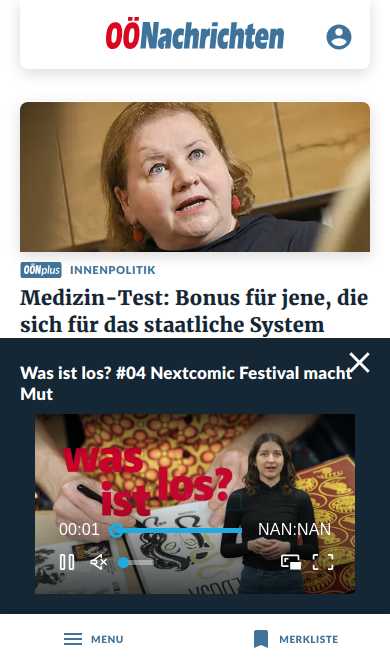 OÖNachrichten
OÖNplus INNENPOLITIK
Medizin-Test: Bonus für jene, die
sich für das staatliche System
Was ist los? #04 Nextcomic Festival macht
Mut
was
ist los?
00:01 NAN:NAN
MENU MERKLISTE